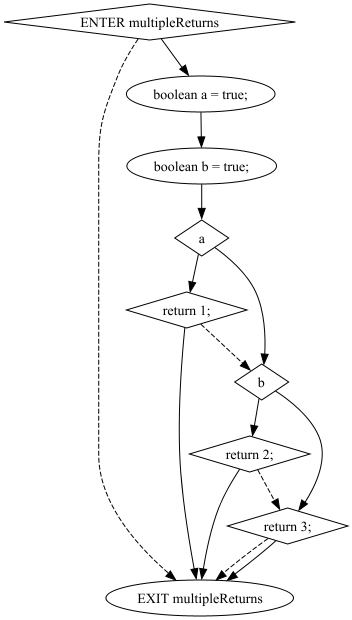 ENTER multipleReturns
boolean a = true;
boolean b = true;
a
return 1;
b
return 2;
return 3;
EXIT multipleReturns